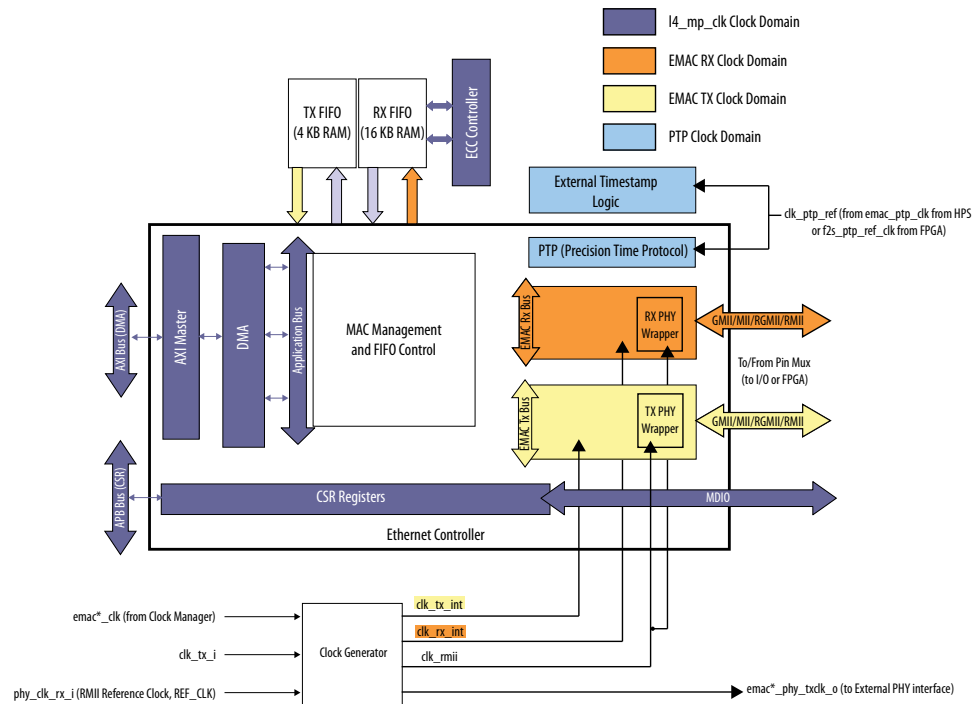 l4_mp_clk Clock Domain
EMAC RX Clock Domain
EMAC TX Clock Domain
PTP Clock Domain
TX FIFO
(4 KB RAM)
RX FIFO
(16 KB RAM)
ECC Controller
External Timestamp
Logic
clk_ptp_ref (from emac_ptp_clk from HPS
or f2s_ptp_ref_clk from FPGA)
PTP (Precision Time Protocol)
AXI Bus (DMA)
AXI Master
DMA
Application Bus
MAC Management
and FIFO Control
EMAC Rx Bus
RX PHY
Wrapper
GMII/MII/RGMII/RMII
To/From Pin Mux
(to I/O or FPGA)
EMAC Tx Bus
TX PHY
Wrapper
GMII/MII/RGMII/RMII
APB Bus (CSR)
CSR Registers
MDIO
Ethernet Controller
emac*_clk (from Clock Manager)
clk_tx_i
phy_clk_rx_i (RMII Reference Clock, REF_CLK)
Clock Generator
clk_tx_int
clk_rx_int
clk_rmii
emac*_phy_txclk_o (to External PHY interface)